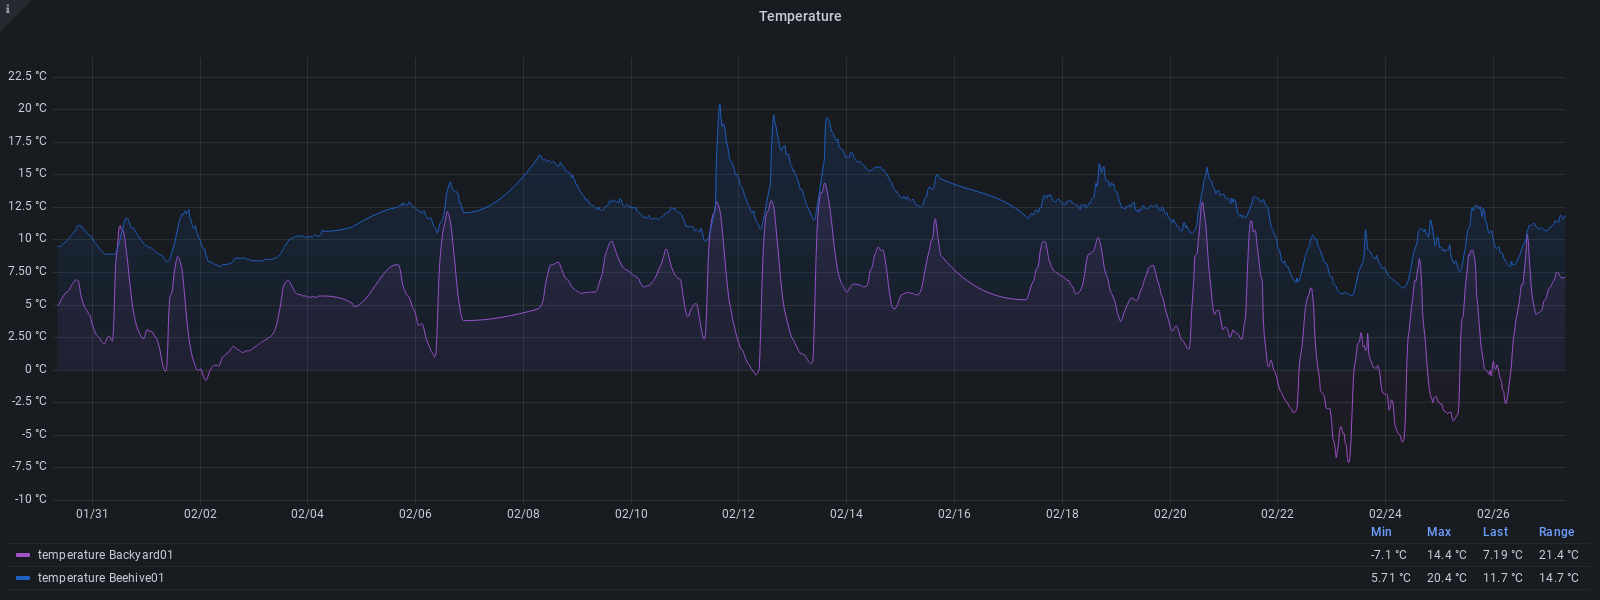 i
Temperature
22.5 °C
20 °C
17.5 °C
15 °C
12.5 °C
10 °C
7.50 °C
5 °C
2.50 °C
0 °C
-2.5 °C
-5 °C
-7.5 °C
-10 °C
01/31 02/02 02/04 02/06 02/08 02/10 02/12 02/14 02/16 02/18 02/20 02/22 02/24 02/26
Min Max Last Range
temperature Backyard01 -7.1 °C 14.4 °C 7.19 °C 21.4 °C
temperature Beehive01 5.71 °C 20.4 °C 11.7 °C 14.7 °C